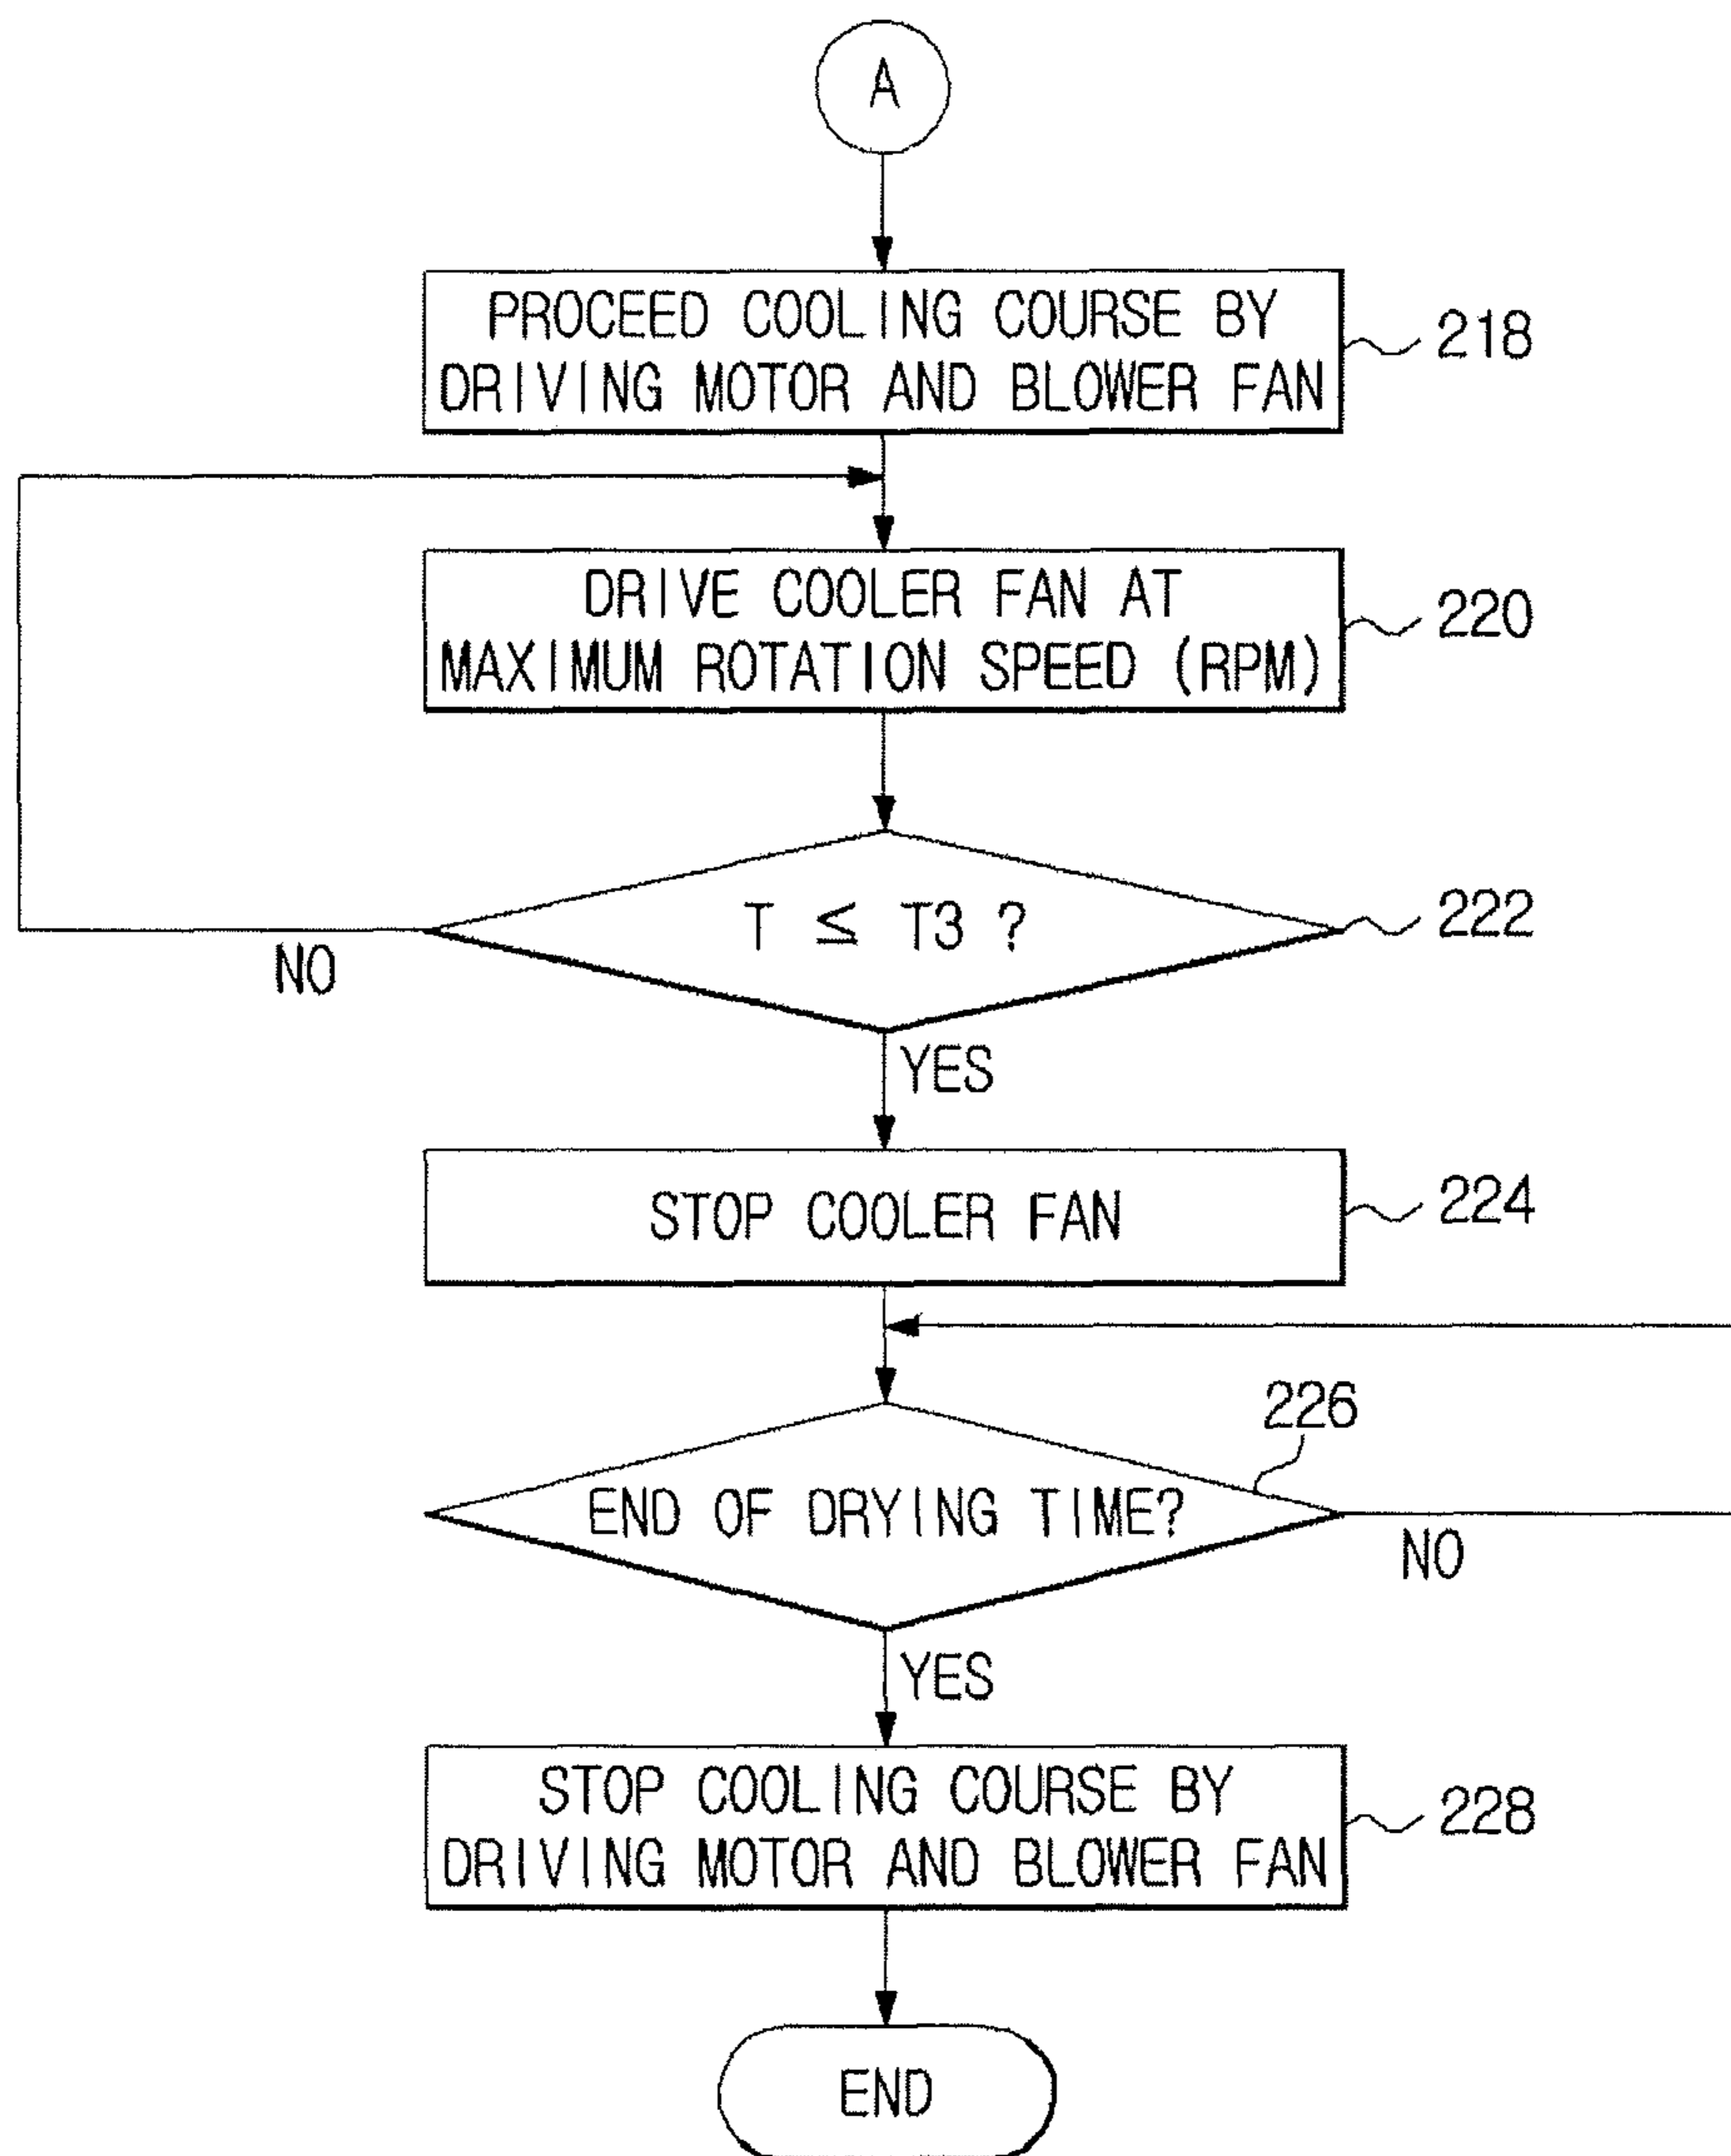 A
PROCEED COOLING COURSE BY
DRIVING MOTOR AND BLOWER FAN
218
DRIVE COOLER FAN AT
MAXIMUM ROTATION SPEED (RPM)
220
T ≤ T3 ?
222
NO
YES
STOP COOLER FAN
224
226
END OF DRYING TIME?
NO
YES
STOP COOLING COURSE BY
DRIVING MOTOR AND BLOWER FAN
228
END